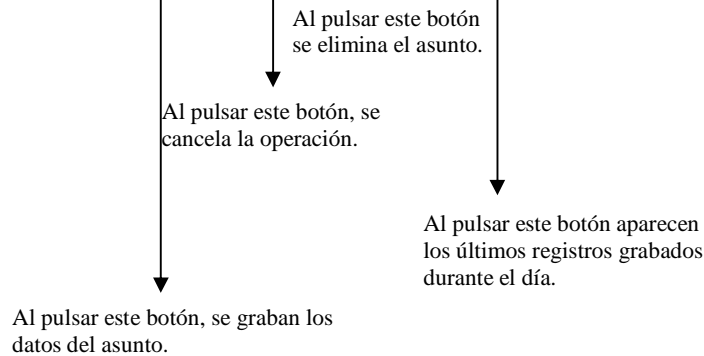 Al pulsar este botón
se elimina el asunto.
Al pulsar este botón, se
cancela la operación.
Al pulsar este botón aparecen
los últimos registros grabados
durante el día.
Al pulsar este botón, se graban los
datos del asunto.